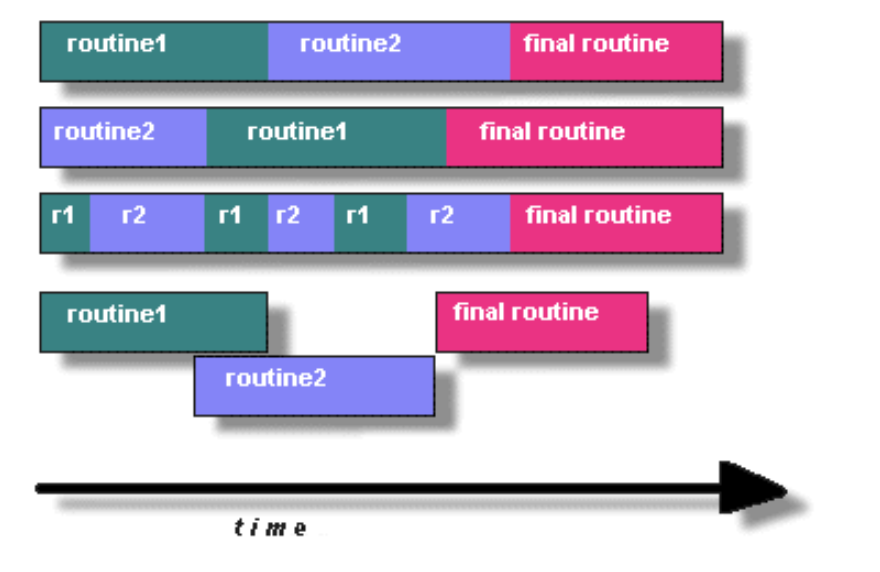 routine1 routine2 final routine
routine2 routine1 final routine
r1 r2 r1 r2 r1 r2 final routine
routine1 final routine
routine2
time